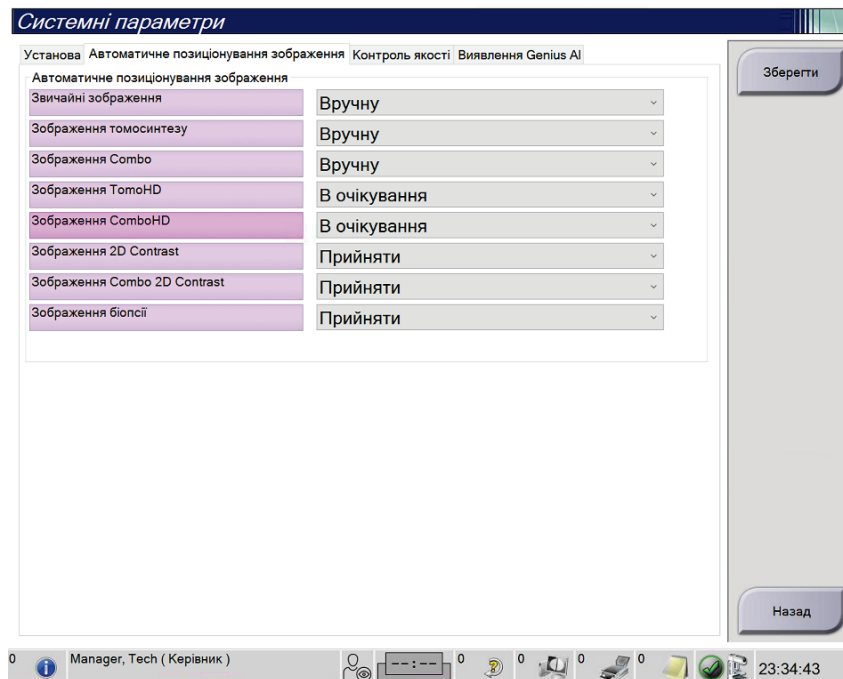 Системні параметри
Установа Автоматичне позиціонування зображення Контроль якості Виявлення Genius AI
Автоматичне позиціонування зображення
Звичайні зображення Вручну
Зображення томосинтезу Вручну
Зображення Combo Вручну
Зображення TomoHD В очікування
Зображення ComboHD В очікування
Зображення 2D Contrast Прийняти
Зображення Combo 2D Contrast Прийняти
Зображення біопсії Прийняти
Зберегти
Назад
0 Manager, Tech ( Керівник ) --:-- 0 0 0 0 23:34:43